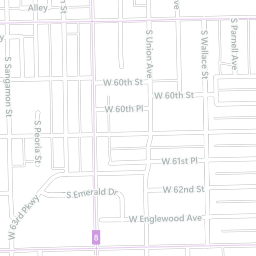 Alley
n St
S Union Ave
S Wallace St
S Parnell Ave
S Sangamon St
W 60th St
W 60th St
W 60th Pl
S Peoria St
W 61st Pl
W 62nd St
S Emerald Dr
W 63rd Pkwy
W Englewood Ave
8